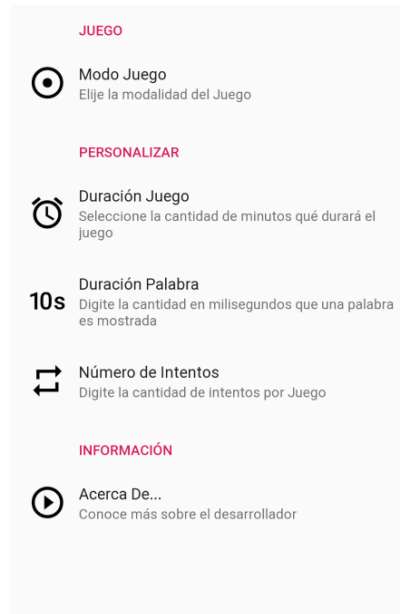 JUEGO
Modo Juego
Elije la modalidad del Juego
PERSONALIZAR
Duración Juego
Seleccione la cantidad de minutos qué durará el
juego
10s
Duración Palabra
Digite la cantidad en milisegundos que una palabra
es mostrada
Número de Intentos
Digite la cantidad de intentos por Juego
INFORMACIÓN
Acerca De...
Conoce más sobre el desarrollador